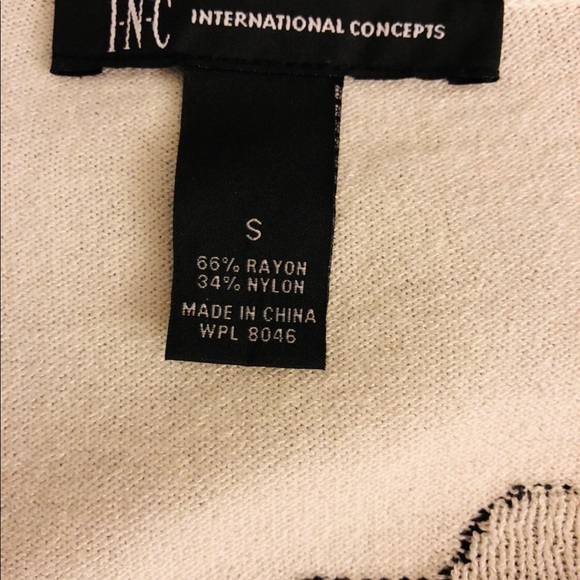 I·N·C INTERNATIONAL CONCEPTS
S
66% RAYON
34% NYLON
MADE IN CHINA
WPL 8046